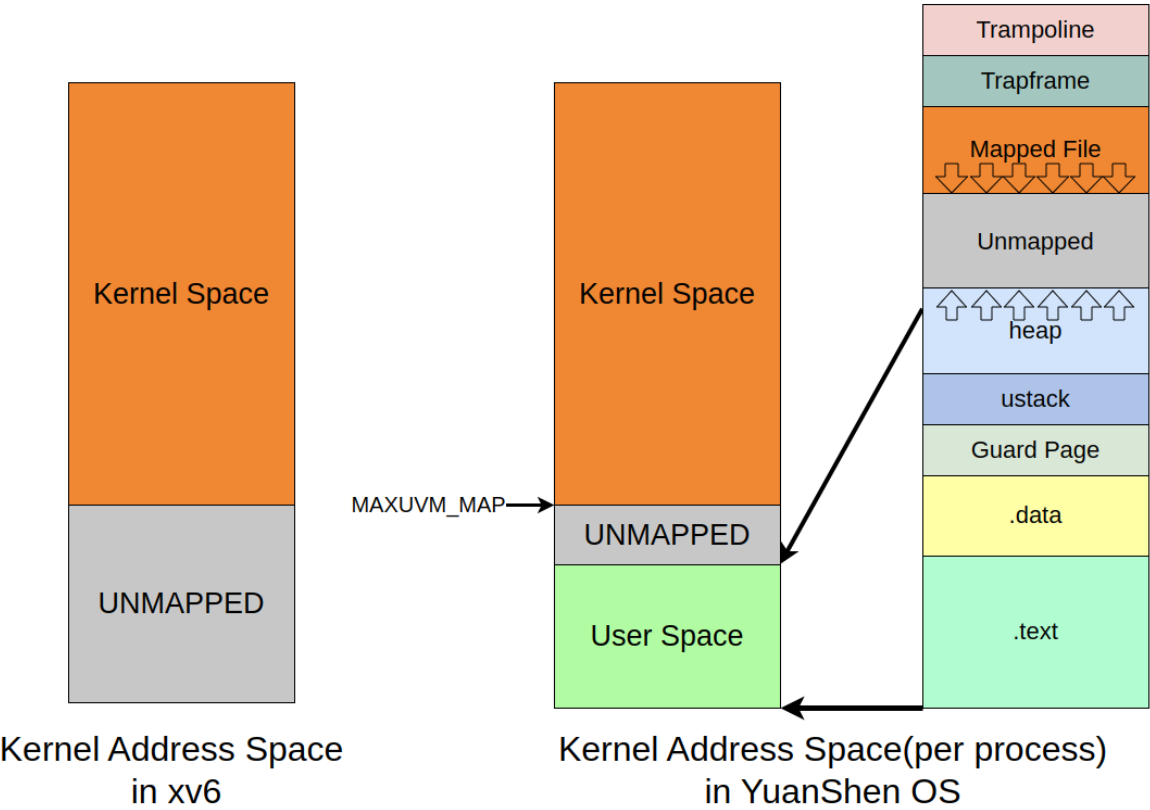 Kernel Space
UNMAPPED
Kernel Address Space
in xv6
MAXUVM_MAP
Kernel Space
UNMAPPED
User Space
Kernel Address Space(per process)
in YuanShen OS
Trampoline
Trapframe
Mapped File
Unmapped
heap
ustack
Guard Page
.data
.text